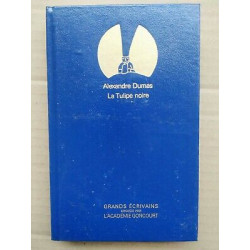 Alexandre Dumas
La Tulipe noire
GRANDS ÉCRIVAINS
L'ACADÉMIE GONCOURT